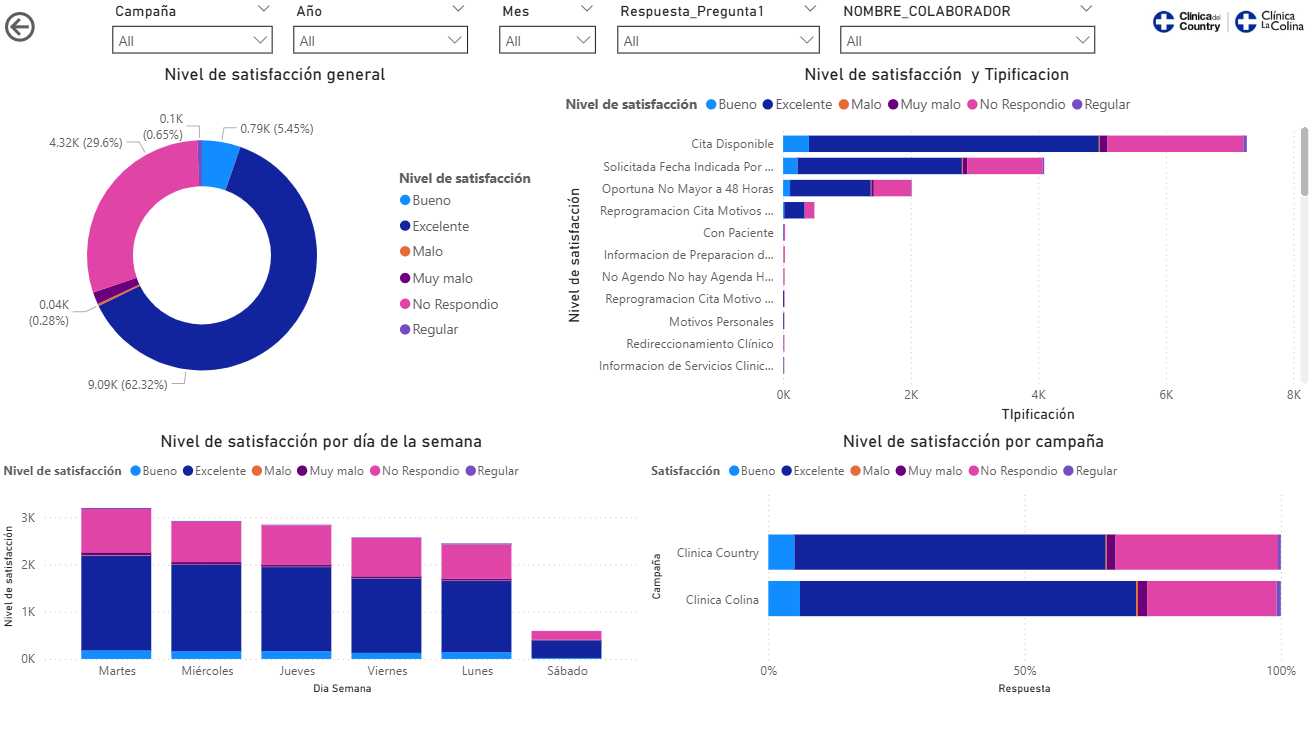 Campaña
Año
Mes
Respuesta_Pregunta1
NOMBRE_COLABORADOR
All
All
All
All
All
Clínica del Country
Clínica La Colina
Nivel de satisfacción general
0.1K (0.65%)
0.79K (5.45%)
4.32K (29.6%)
0.04K (0.28%)
9.09K (62.32%)
Nivel de satisfacción
Bueno
Excelente
Malo
Muy malo
No Respondio
Regular
Nivel de satisfacción y Tipificacion
Nivel de satisfacción Bueno Excelente Malo Muy malo No Respondio Regular
Nivel de satisfacción
Cita Disponible
Solicitada Fecha Indicada Por ...
Oportuna No Mayor a 48 Horas
Reprogramacion Cita Motivos ...
Con Paciente
Informacion de Preparacion d...
No Agendo No hay Agenda H...
Reprogramacion Cita Motivo ...
Motivos Personales
Redireccionamiento Clínico
Informacion de Servicios Clinic...
0K 2K 4K 6K 8K
TIpificación
Nivel de satisfacción por día de la semana
Nivel de satisfacción Bueno Excelente Malo Muy malo No Respondio Regular
Nivel de satisfacción
3K
2K
1K
0K
Martes Miércoles Jueves Viernes Lunes Sábado
Dia Semana
Nivel de satisfacción por campaña
Satisfacción Bueno Excelente Malo Muy malo No Respondio Regular
Campaña
Clinica Country
Clinica Colina
0% 50% 100%
Respuesta